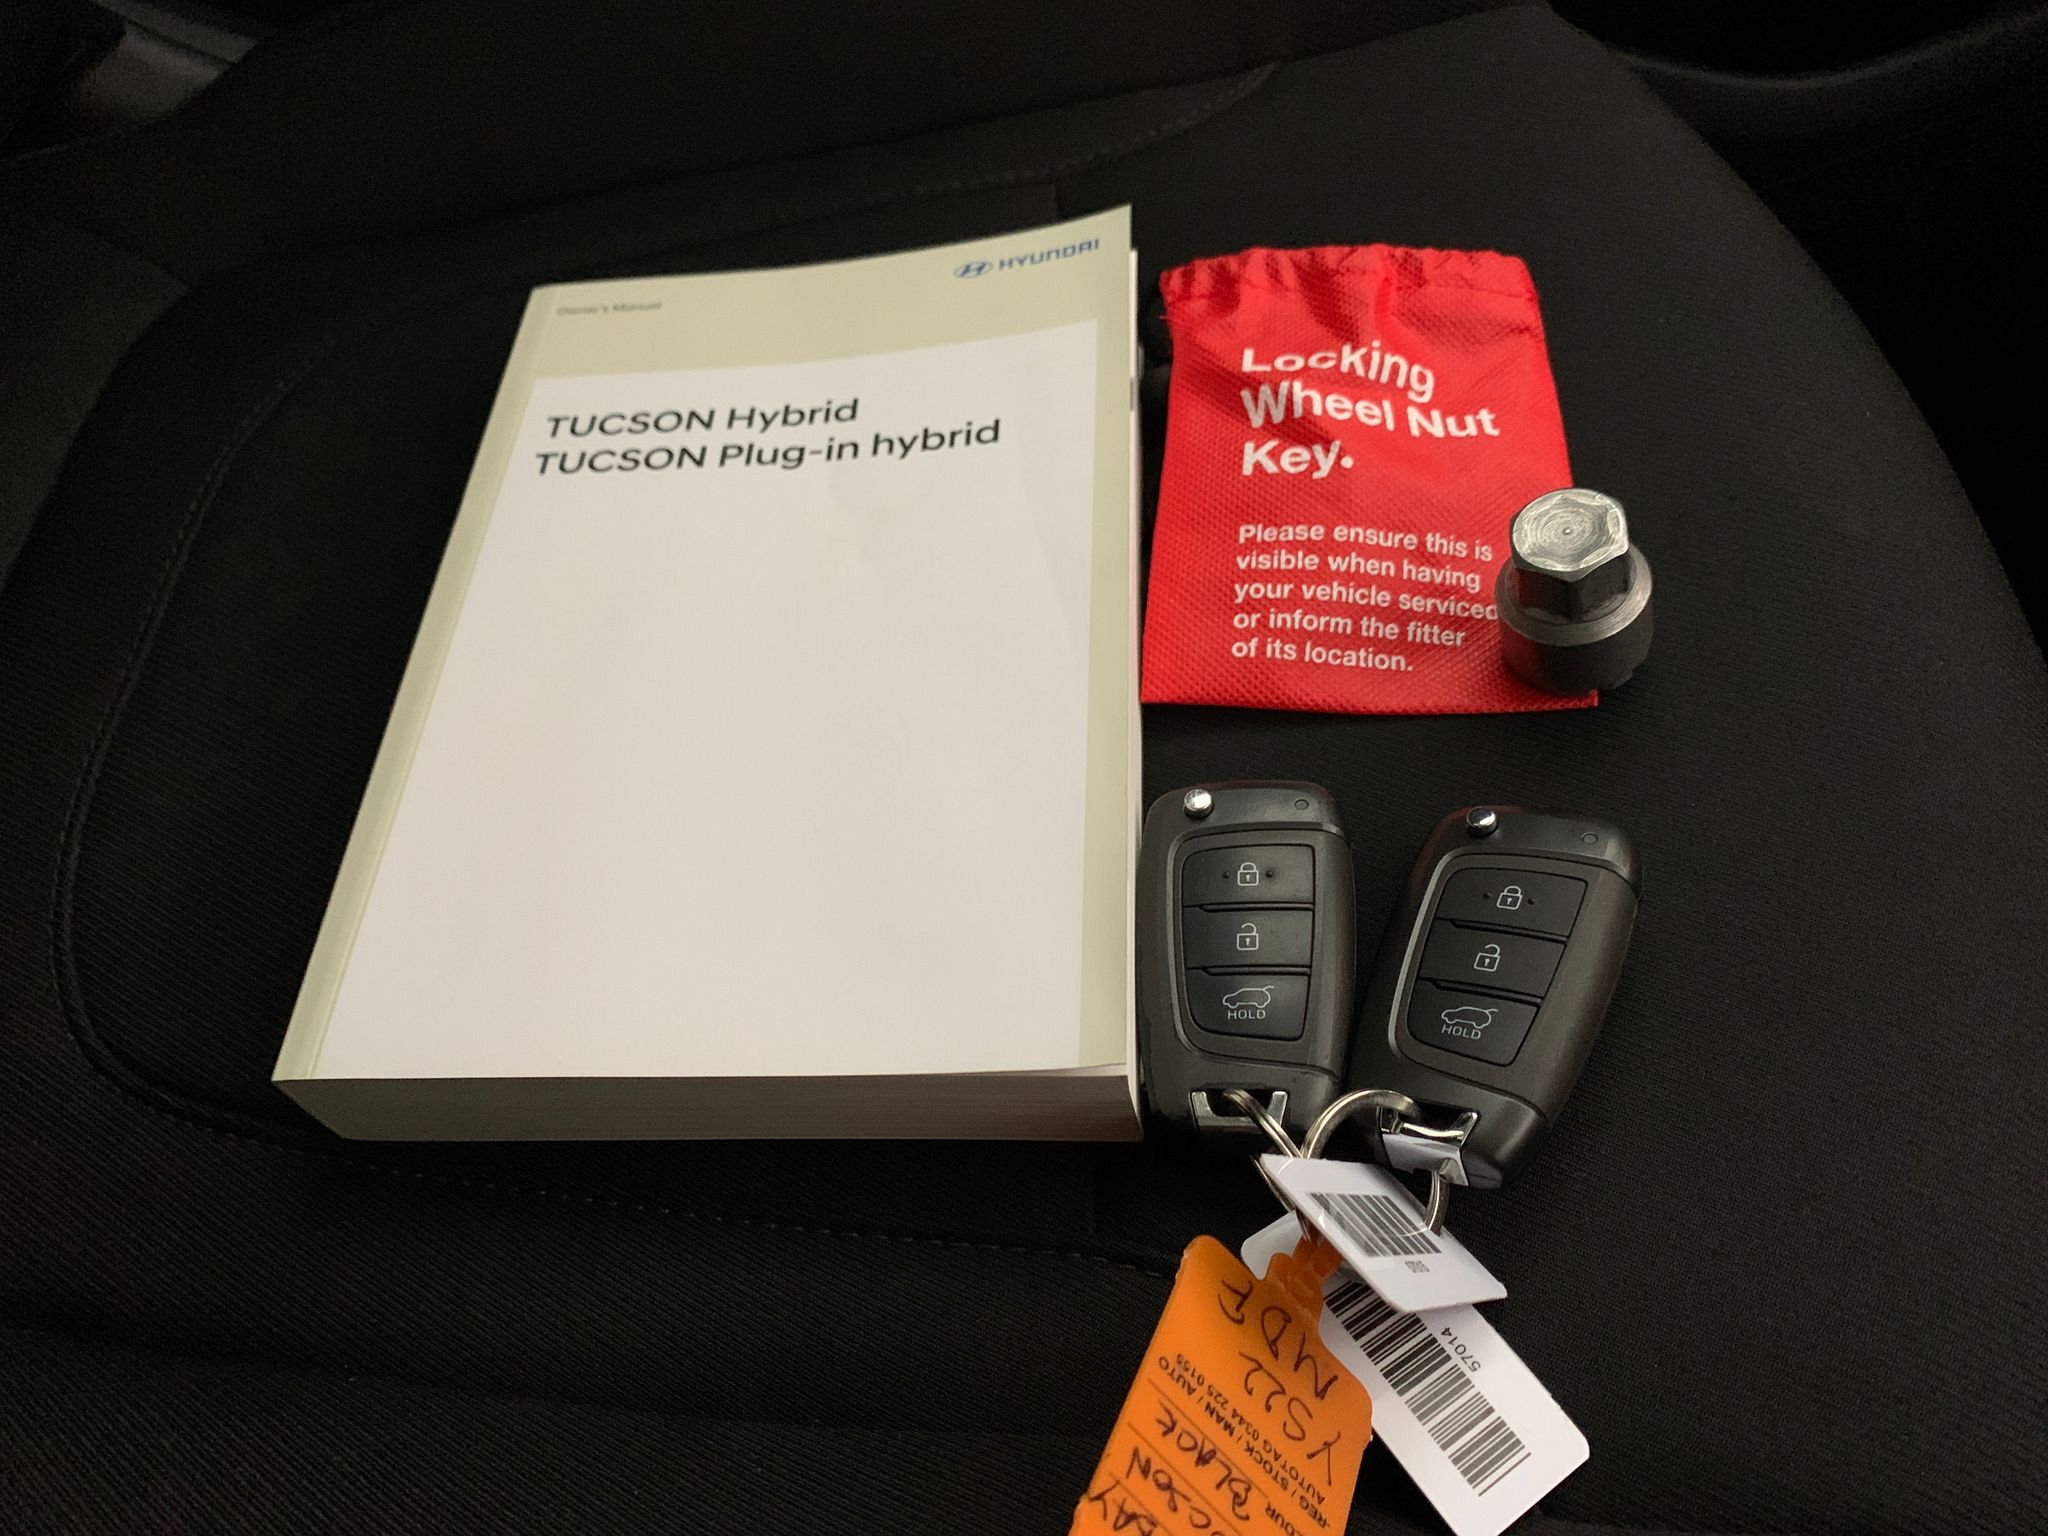 HYUNDAI
Owner's Manual
TUCSON Hybrid
TUCSON Plug-in hybrid
Locking
Wheel Nut
Key.
Please ensure this is
visible when having
your vehicle serviced
or inform the fitter
of its location.
HOLD
HOLD
57014
YS22
MDF
REG / STOCK / MAN / AUTO
AUTOTAG 02344 225 0155
BLACK